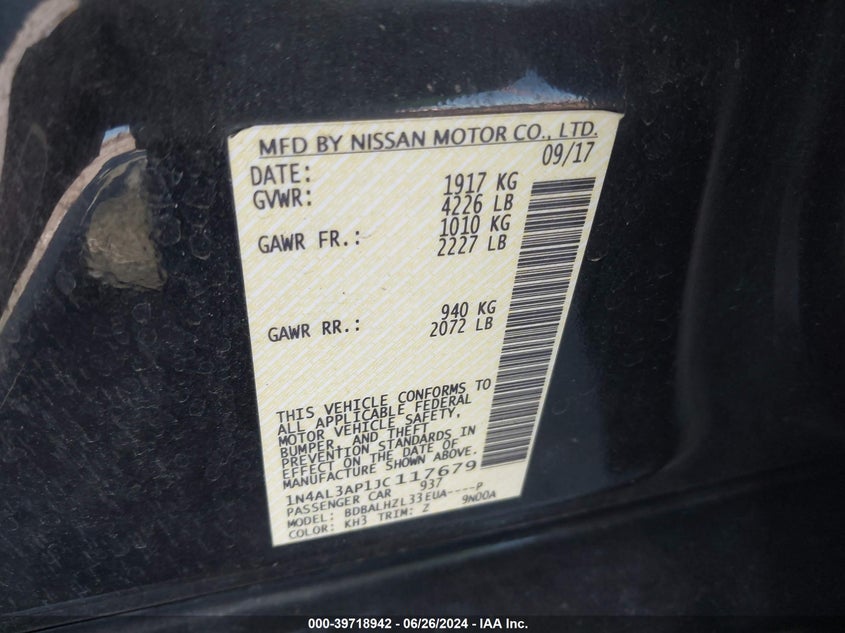 MFD BY NISSAN MOTOR CO., LTD.
DATE: 09/17
GVWR: 1917 KG
4226 LB
GAWR FR.: 1010 KG
2227 LB
GAWR RR.: 940 KG
2072 LB
THIS VEHICLE CONFORMS TO
ALL APPLICABLE FEDERAL
MOTOR VEHICLE SAFETY,
BUMPER, AND THEFT
PREVENTION STANDARDS IN
EFFECT ON THE DATE OF
MANUFACTURE SHOWN ABOVE.
1N4AL3AP1JC117679
PASSENGER CAR 937
MODEL: BDBALHZL33EUA----P
COLOR: KH3 TRIM: Z 9N00A
000-39718942 / 06/26/2024 - IAA Inc.